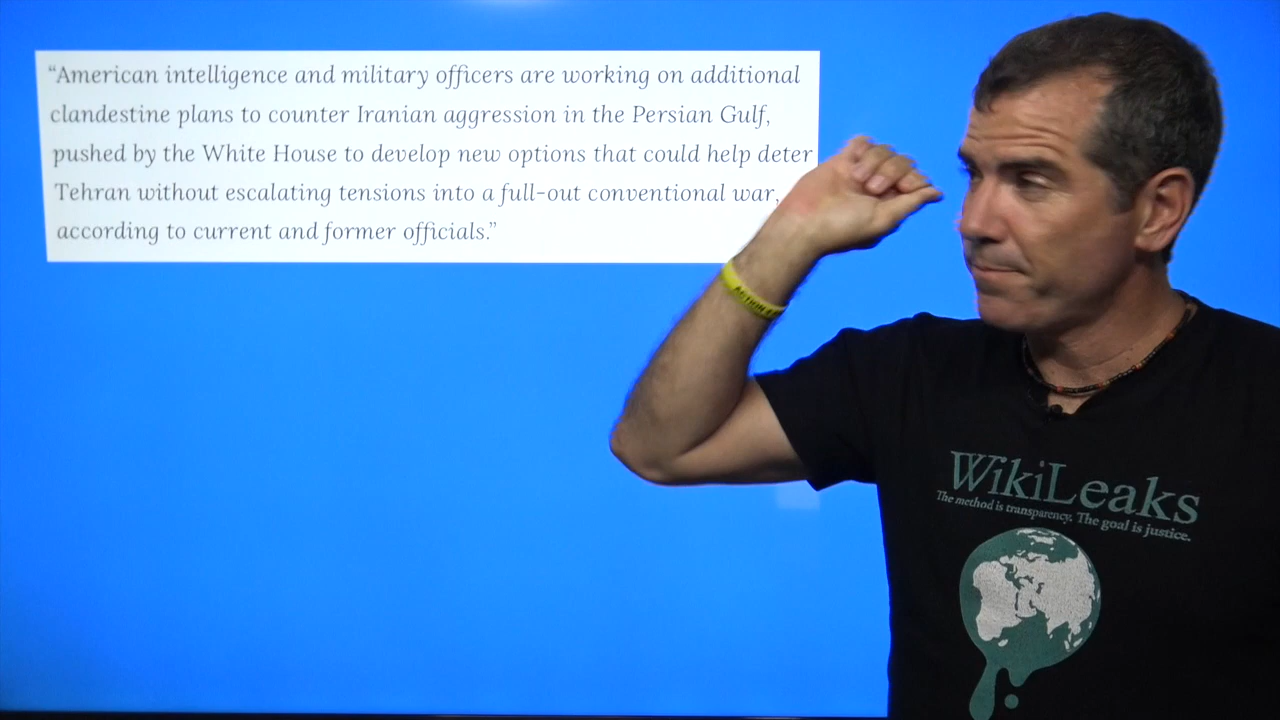 “American intelligence and military officers are working on additional
clandestine plans to counter Iranian aggression in the Persian Gulf,
pushed by the White House to develop new options that could help deter
Tehran without escalating tensions into a full-out conventional war,
according to current and former officials.”
WikiLeaks
The method is transparency. The goal is justice.